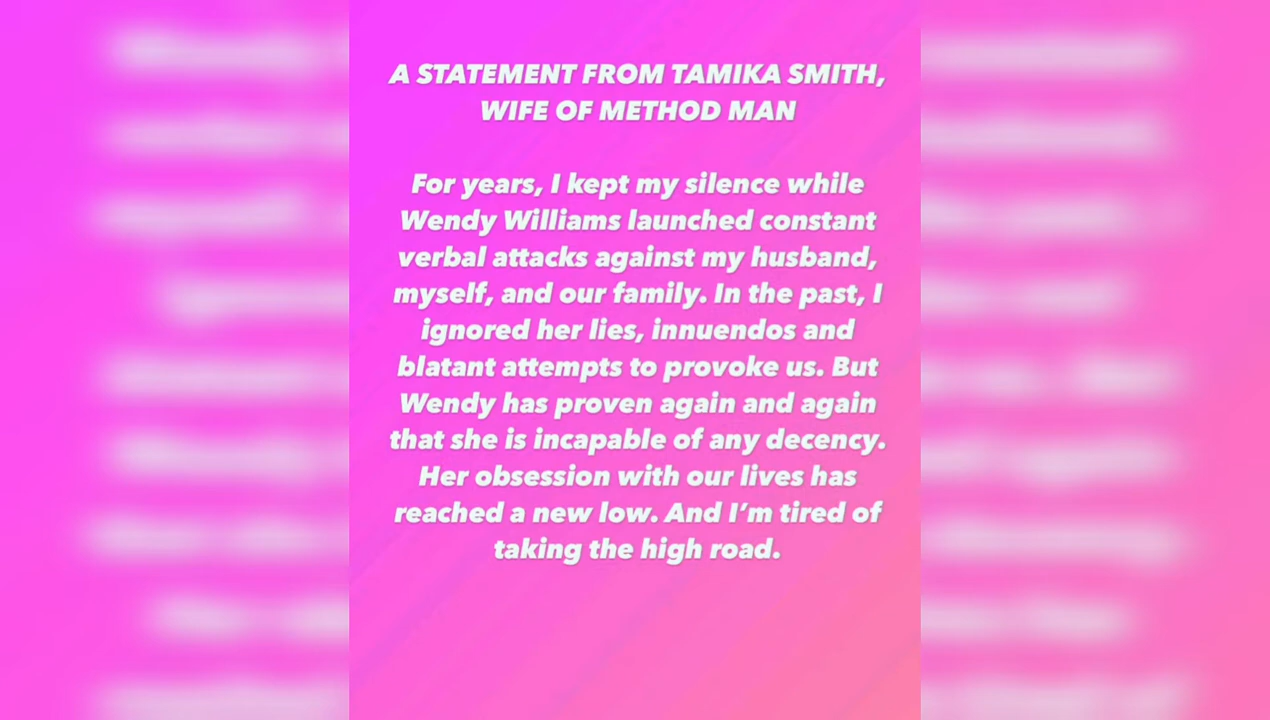 A STATEMENT FROM TAMIKA SMITH,
WIFE OF METHOD MAN
For years, I kept my silence while
Wendy Williams launched constant
verbal attacks against my husband,
myself, and our family. In the past, I
ignored her lies, innuendos and
blatant attempts to provoke us. But
Wendy has proven again and again
that she is incapable of any decency.
Her obsession with our lives has
reached a new low. And I’m tired of
taking the high road.